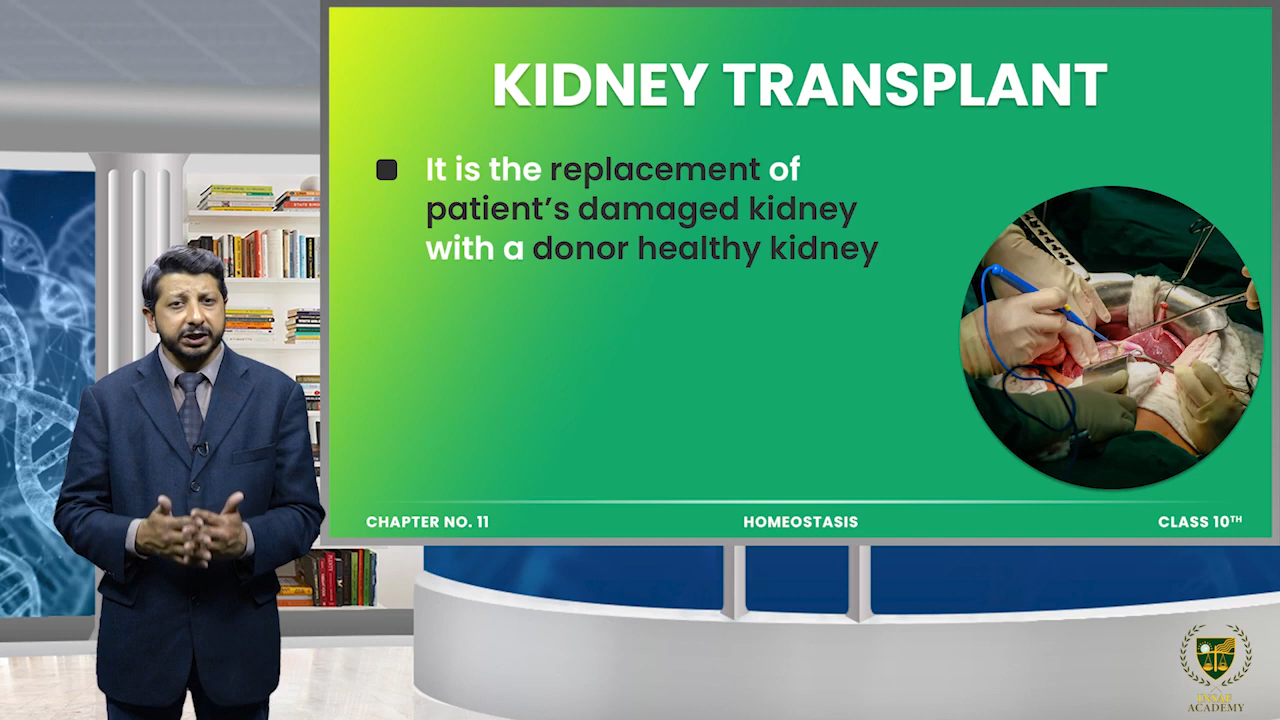 KIDNEY TRANSPLANT
It is the replacement of
patient's damaged kidney
with a donor healthy kidney
CHAPTER NO. 11
HOMEOSTASIS
CLASS 10TH
ACADEMY